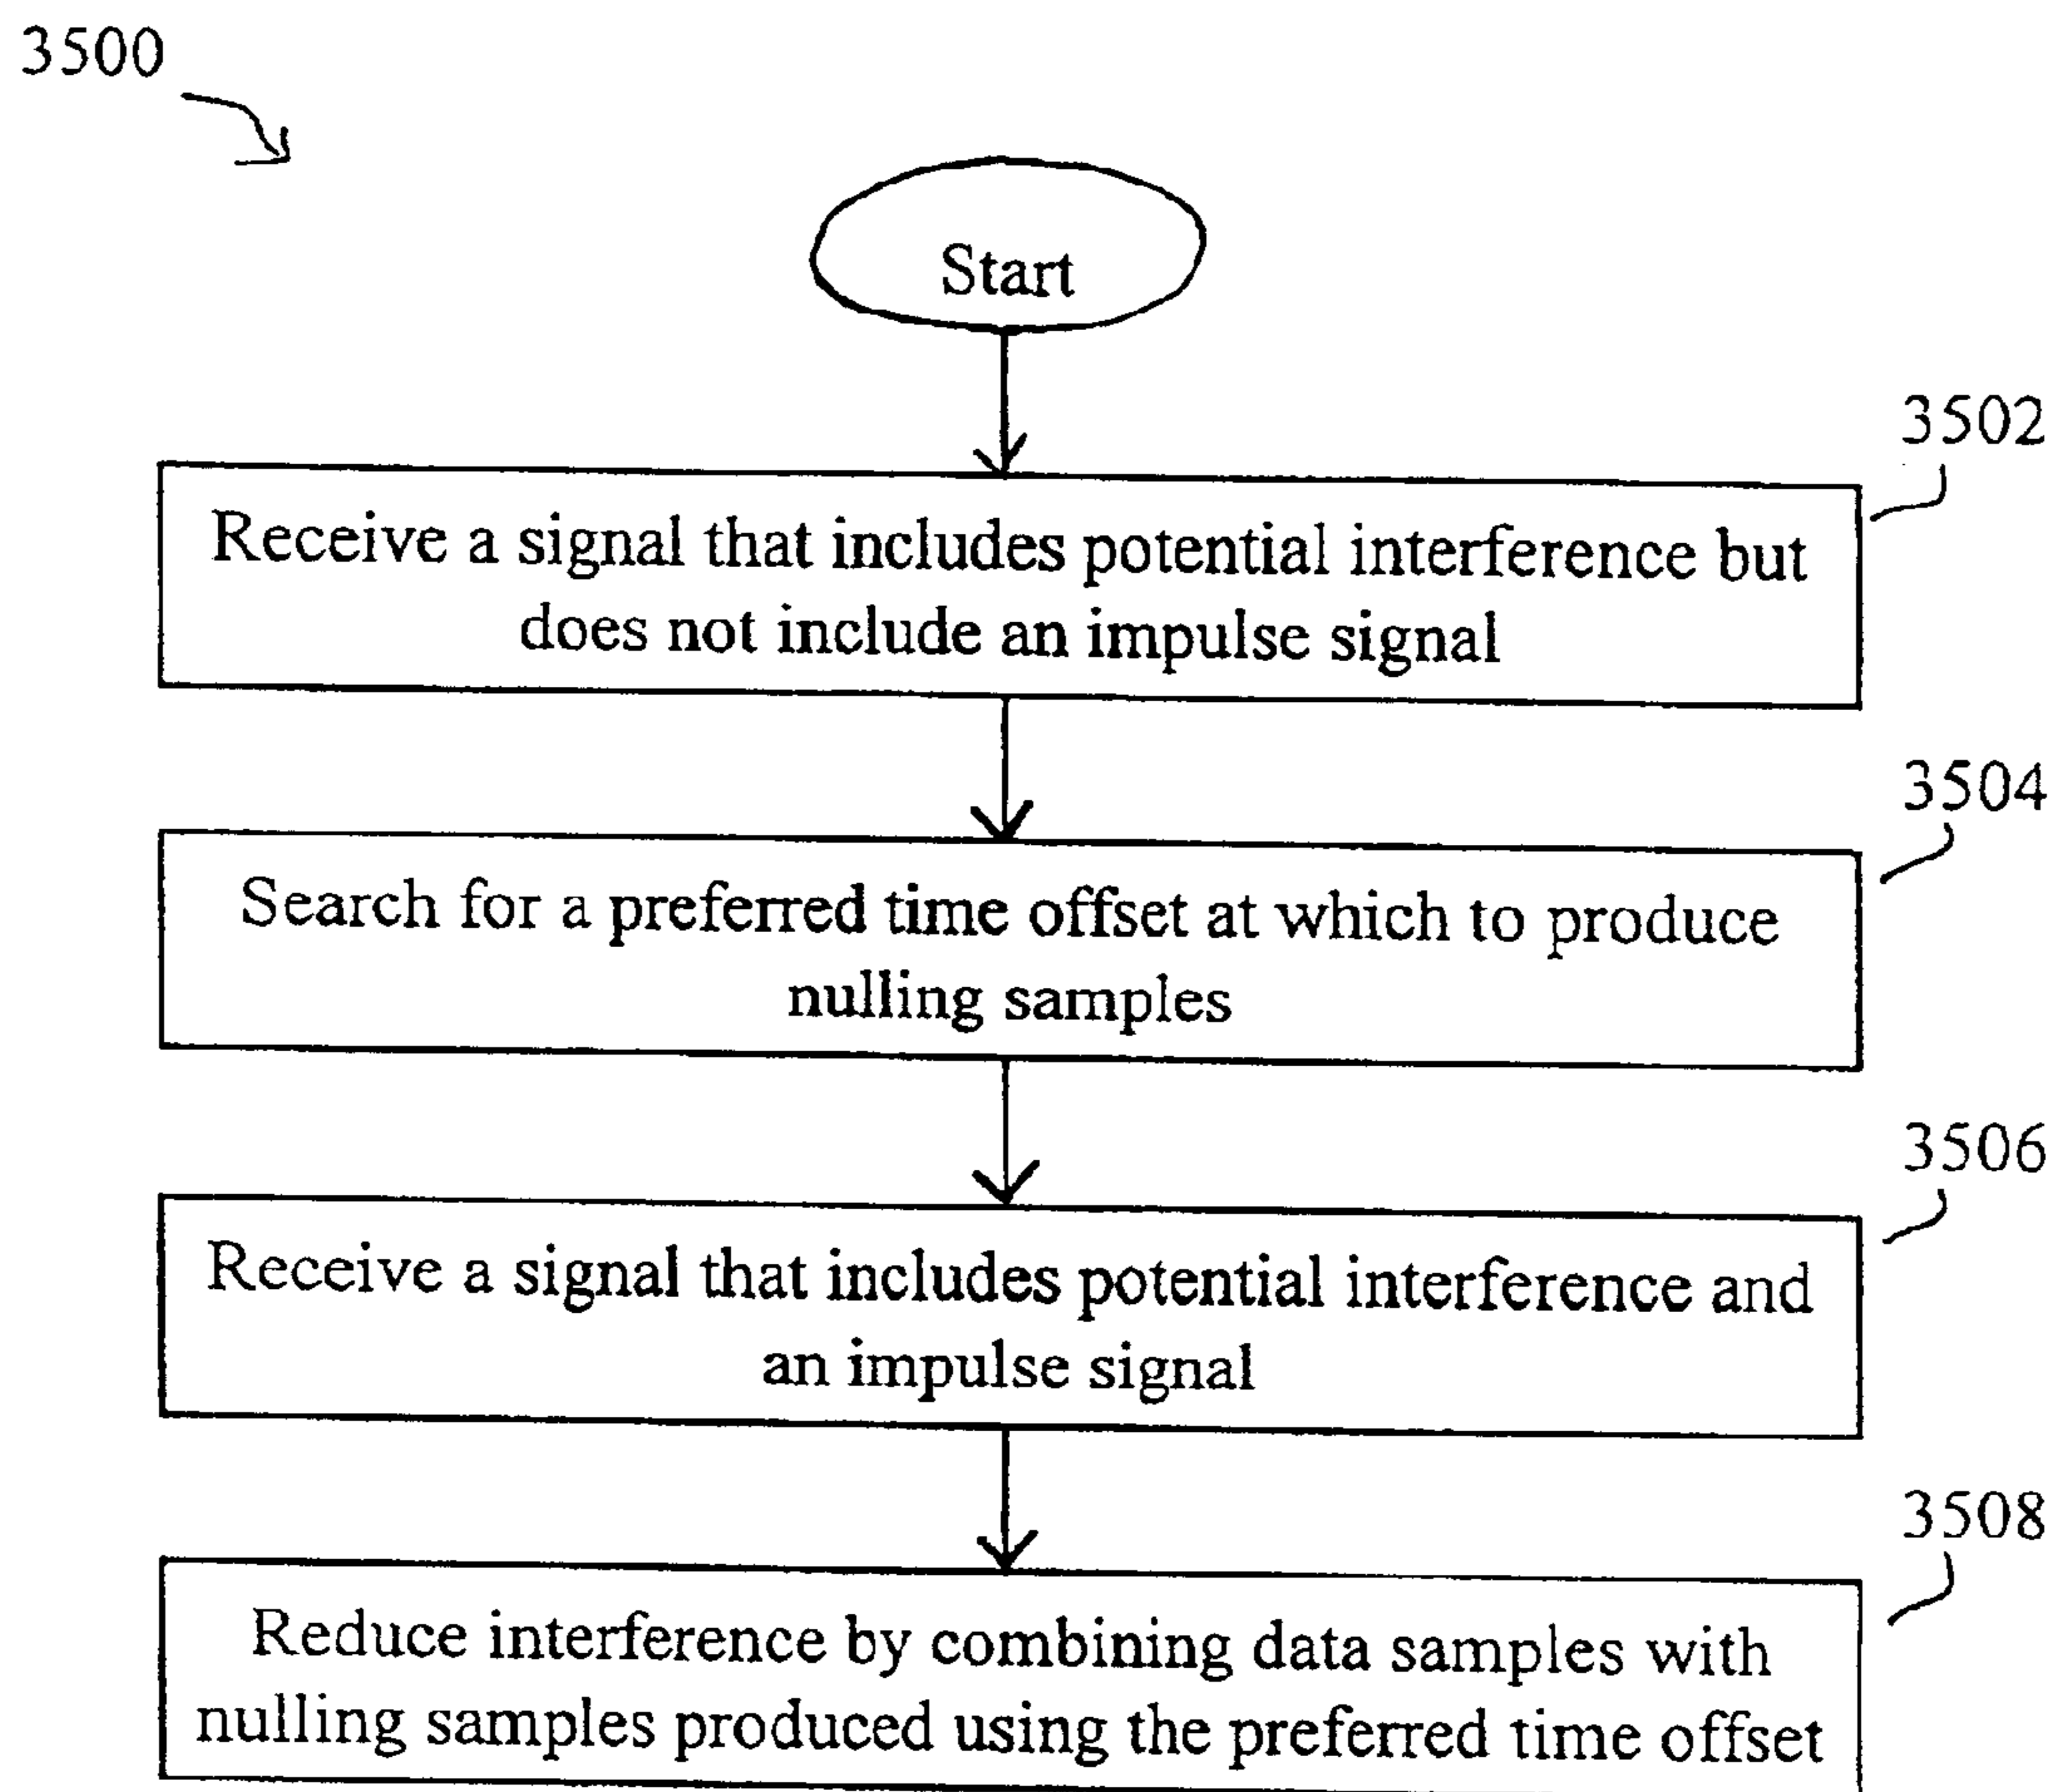 3500
Start
3502
Receive a signal that includes potential interference but
does not include an impulse signal
3504
Search for a preferred time offset at which to produce
nulling samples
3506
Receive a signal that includes potential interference and
an impulse signal
3508
Reduce interference by combining data samples with
nulling samples produced using the preferred time offset